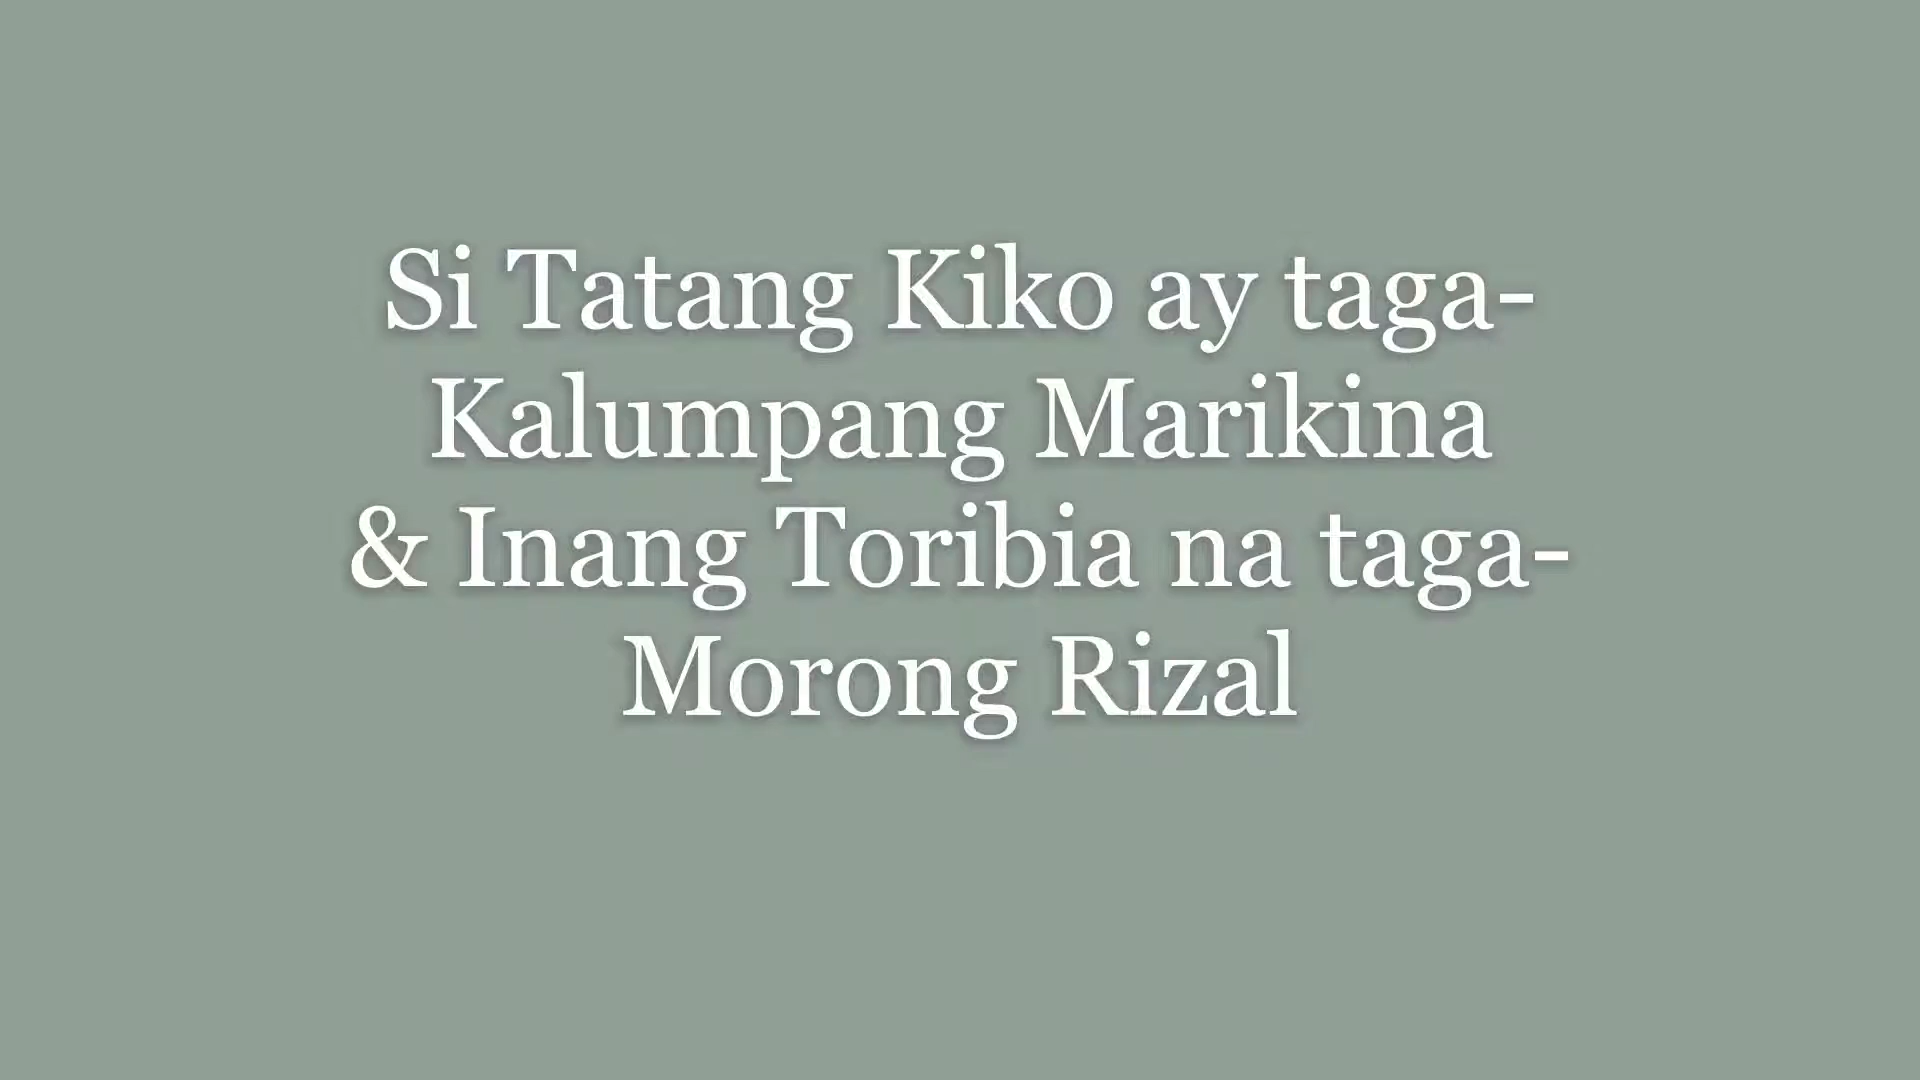 Si Tatang Kiko ay taga-
Kalumpang Marikina
& Inang Toribia na taga-
Morong Rizal